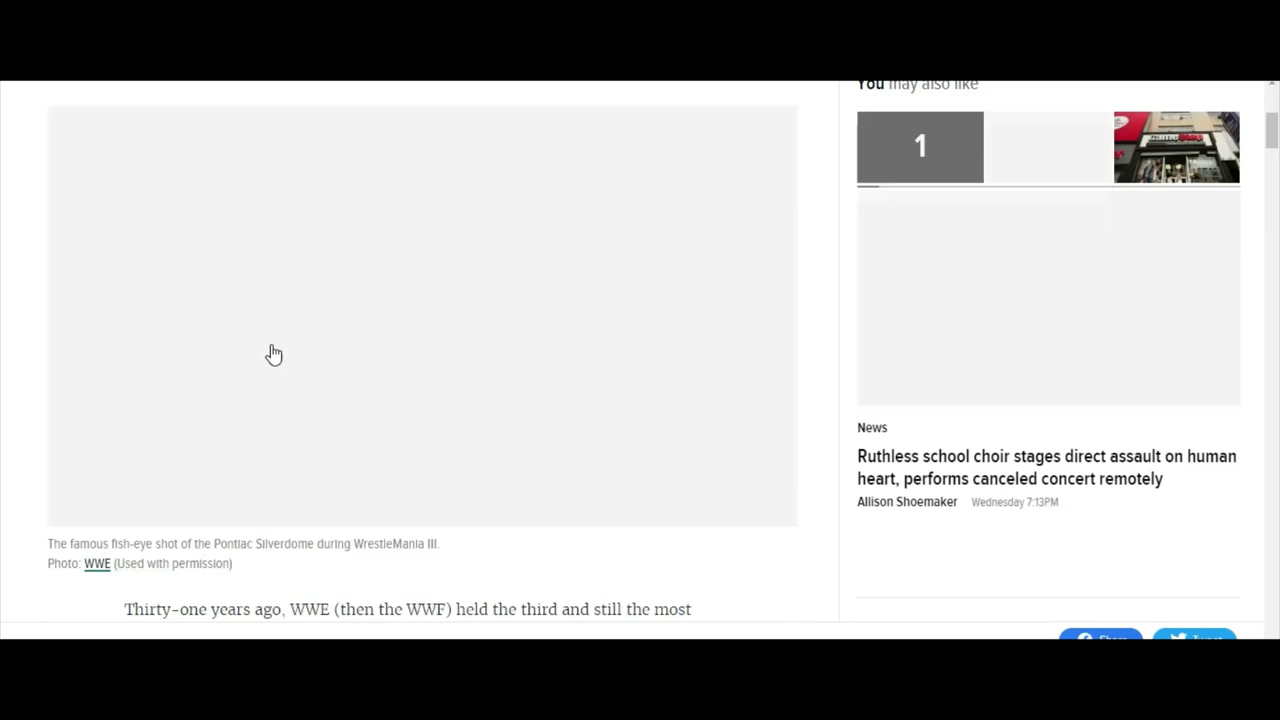 You may also like
1
The famous fish-eye shot of the Pontiac Silverdome during WrestleMania III.
Photo: WWE (Used with permission)
Thirty-one years ago, WWE (then the WWF) held the third and still the most
News
Ruthless school choir stages direct assault on human
heart, performs canceled concert remotely
Allison Shoemaker Wednesday 7:13PM
Share
Tweet